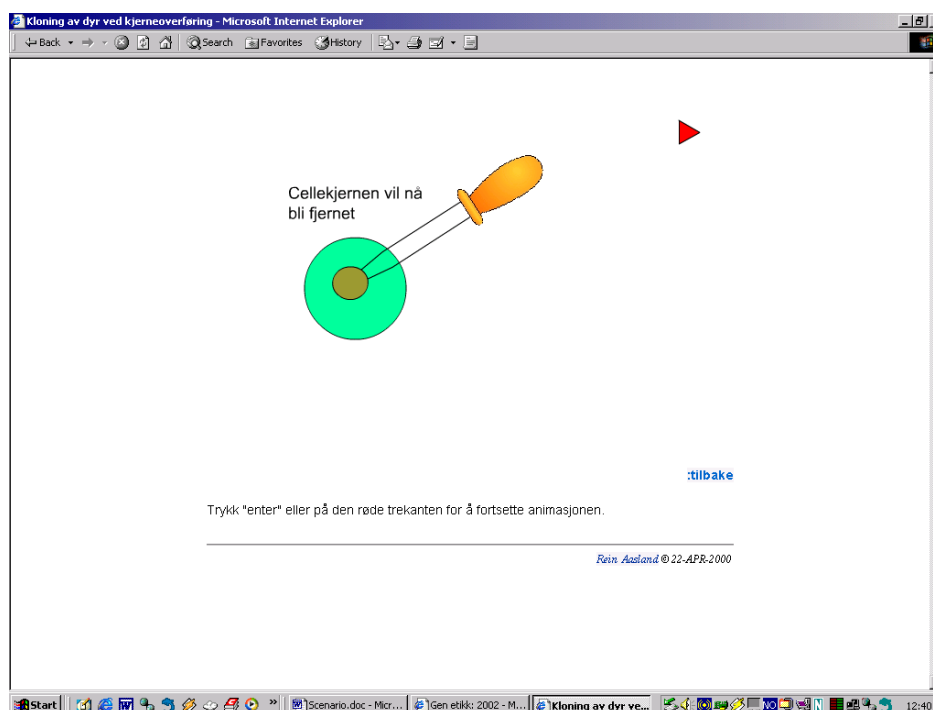 Kloning av dyr ved kjerneoverføring - Microsoft Internet Explorer
Back Search Favorites History
Cellekjernen vil nå
bli fjernet
:tilbake
Trykk "enter" eller på den røde trekanten for å fortsette animasjonen.
Rein Aasland © 22-APR-2000
Start » Scenario.doc - Micr... Gen etikk: 2002 - M... Kloning av dyr ve... NO 12:40